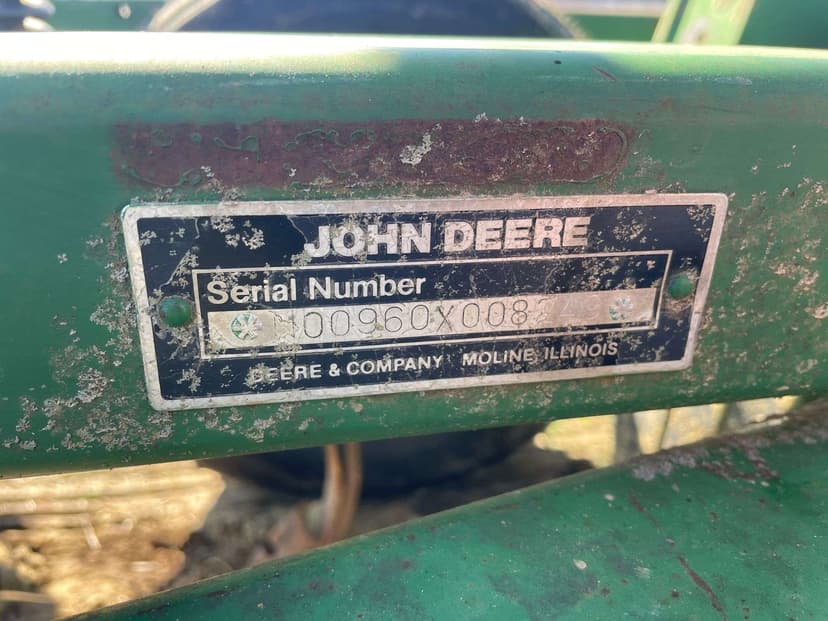 JOHN DEERE
Serial Number
DEERE & COMPANY MOLINE, ILLINOIS